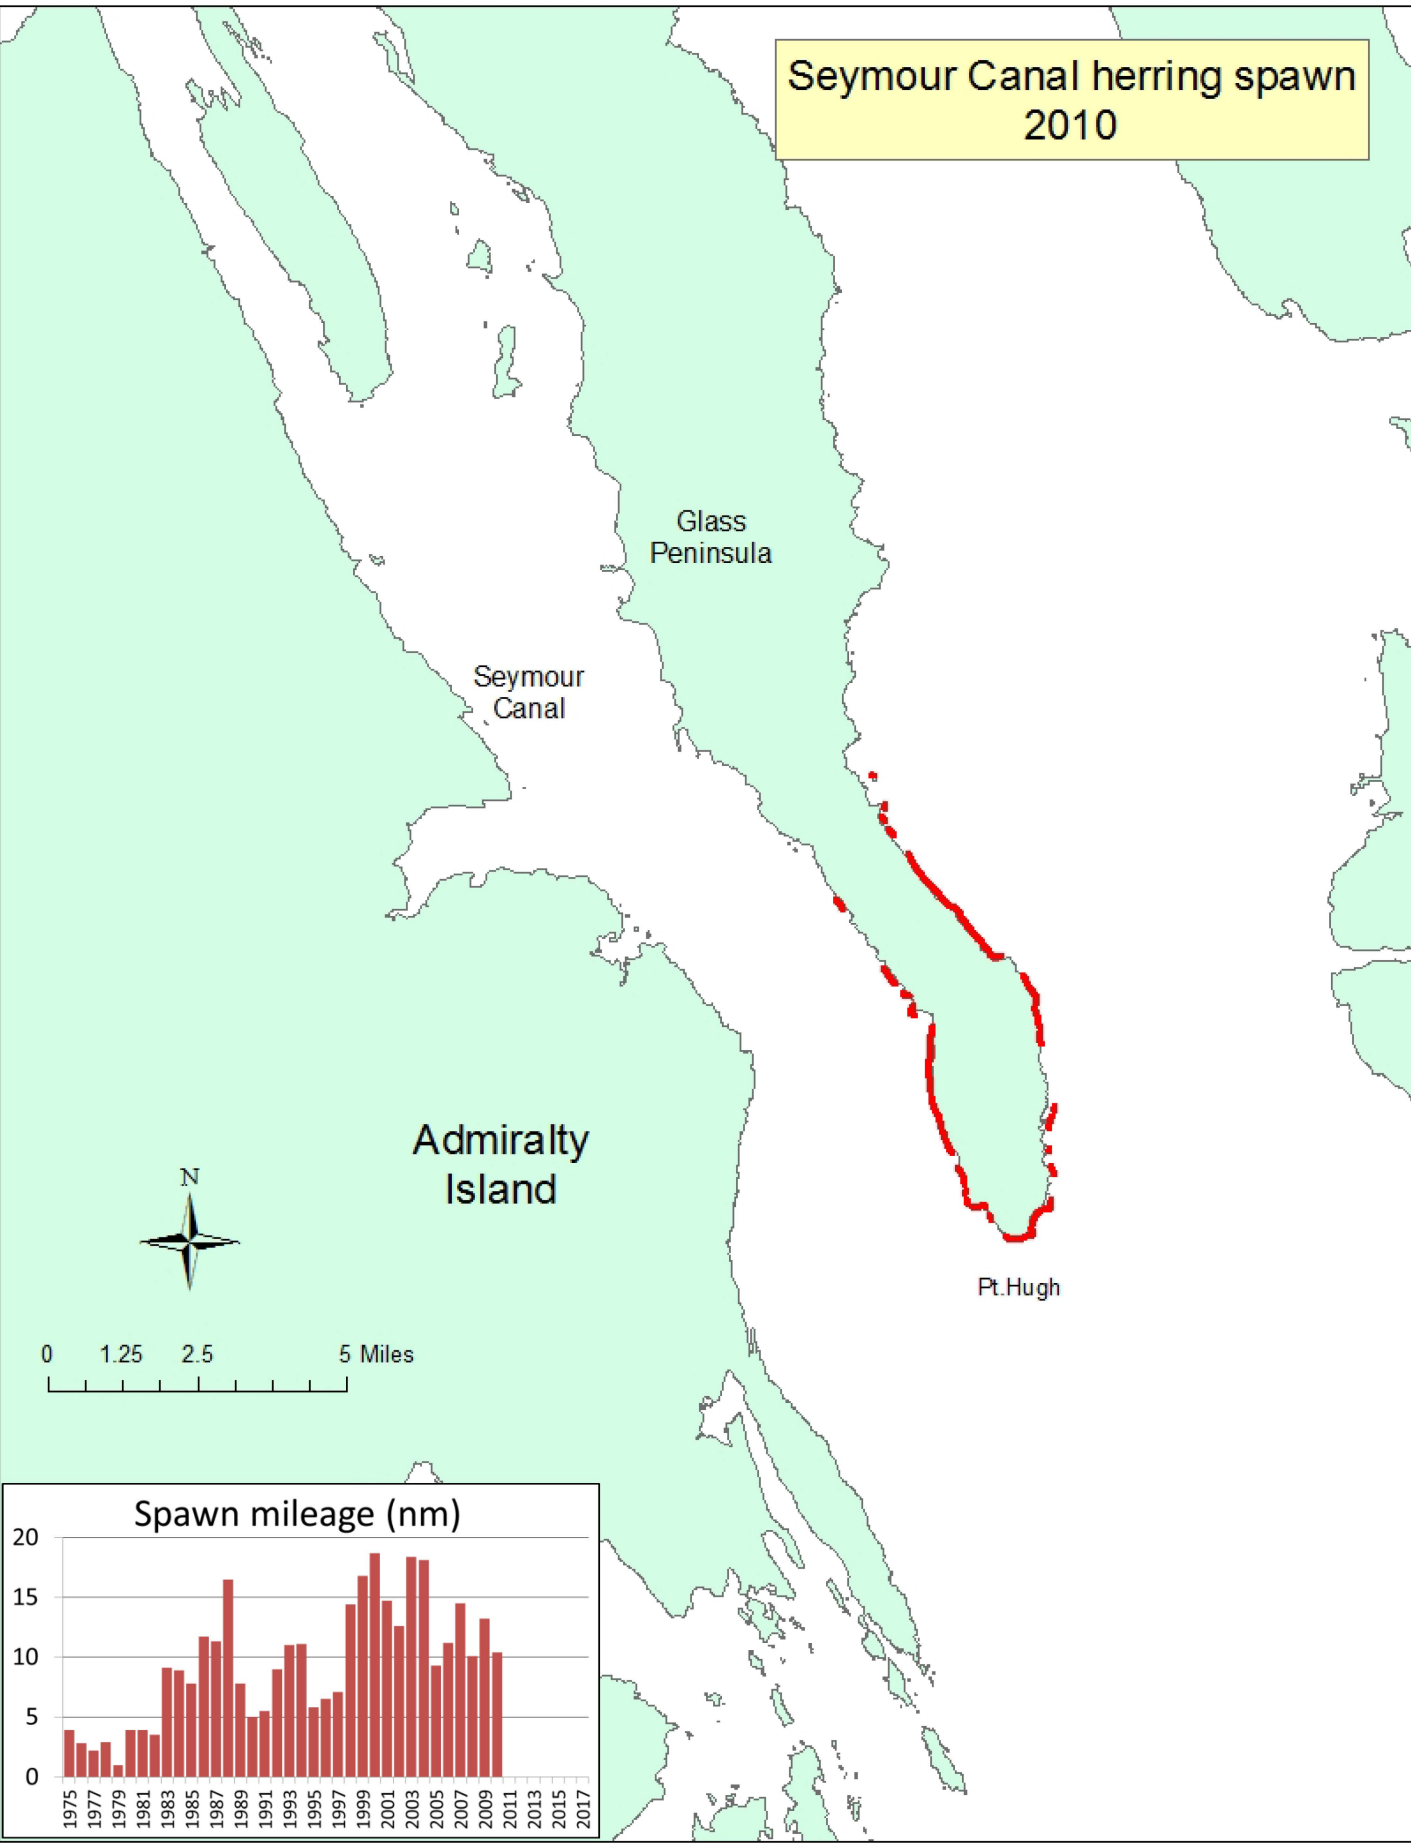 Seymour Canal herring spawn
2010
Glass
Peninsula
Seymour
Canal
Admiralty
Island
N
Pt.Hugh
0 1.25 2.5 5 Miles
Spawn mileage (nm)
20
15
10
5
0
1975 1977 1979 1981 1983 1985 1987 1989 1991 1993 1995 1997 1999 2001 2003 2005 2007 2009 2011 2013 2015 2017